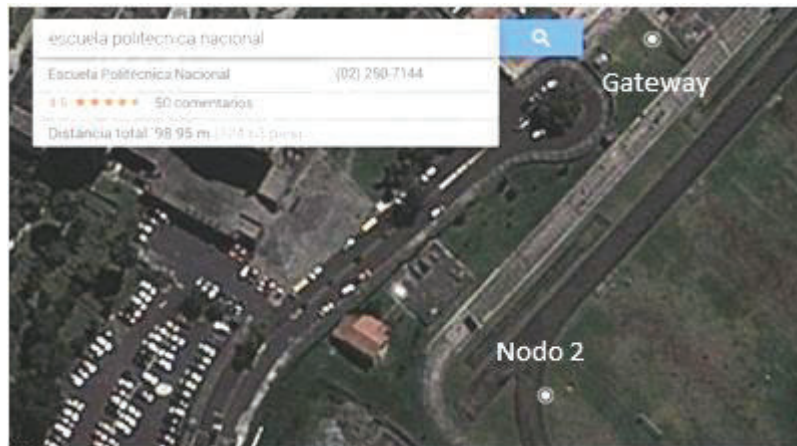 escuela politecnica nacional
Escuela Politécnica Nacional (02) 250-7144
50 comentarios
Distancia total 98 95 m
Gateway
Nodo 2